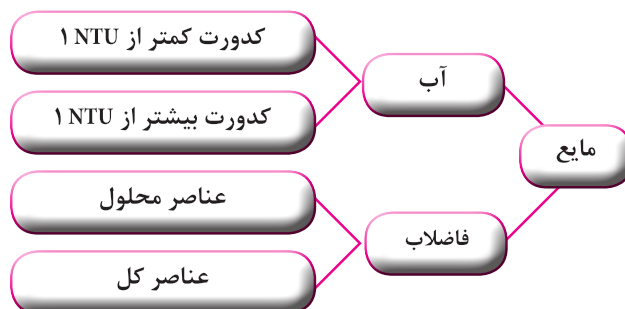 مایع
آب
کدورت کمتر از ۱ NTU
کدورت بیشتر از ۱ NTU
فاضلاب
عناصر محلول
عناصر کل